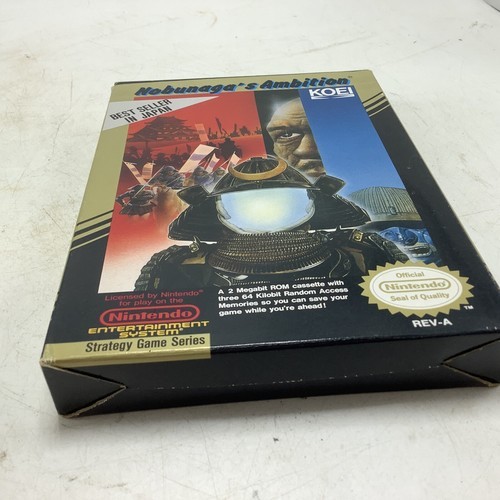 Nobunaga's Ambition
BEST SELLER
IN JAPAN
KOEI
Licensed by Nintendo®
for play on the
Nintendo®
ENTERTAINMENT
SYSTEM®
Strategy Game Series
A 2 Megabit ROM cassette with
three 64 Kilobit Random Access
Memories so you can save your
game while you're ahead!
Official
Nintendo
Seal of Quality
TM
REV-A